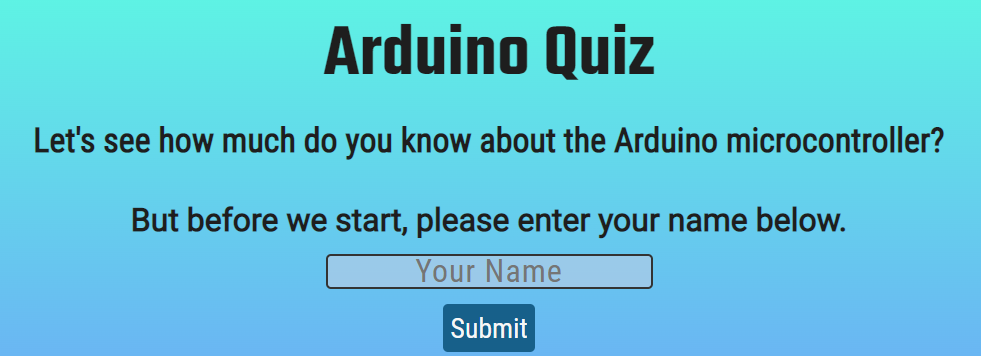 Arduino Quiz
Let's see how much do you know about the Arduino microcontroller?
But before we start, please enter your name below.
Your Name
Submit